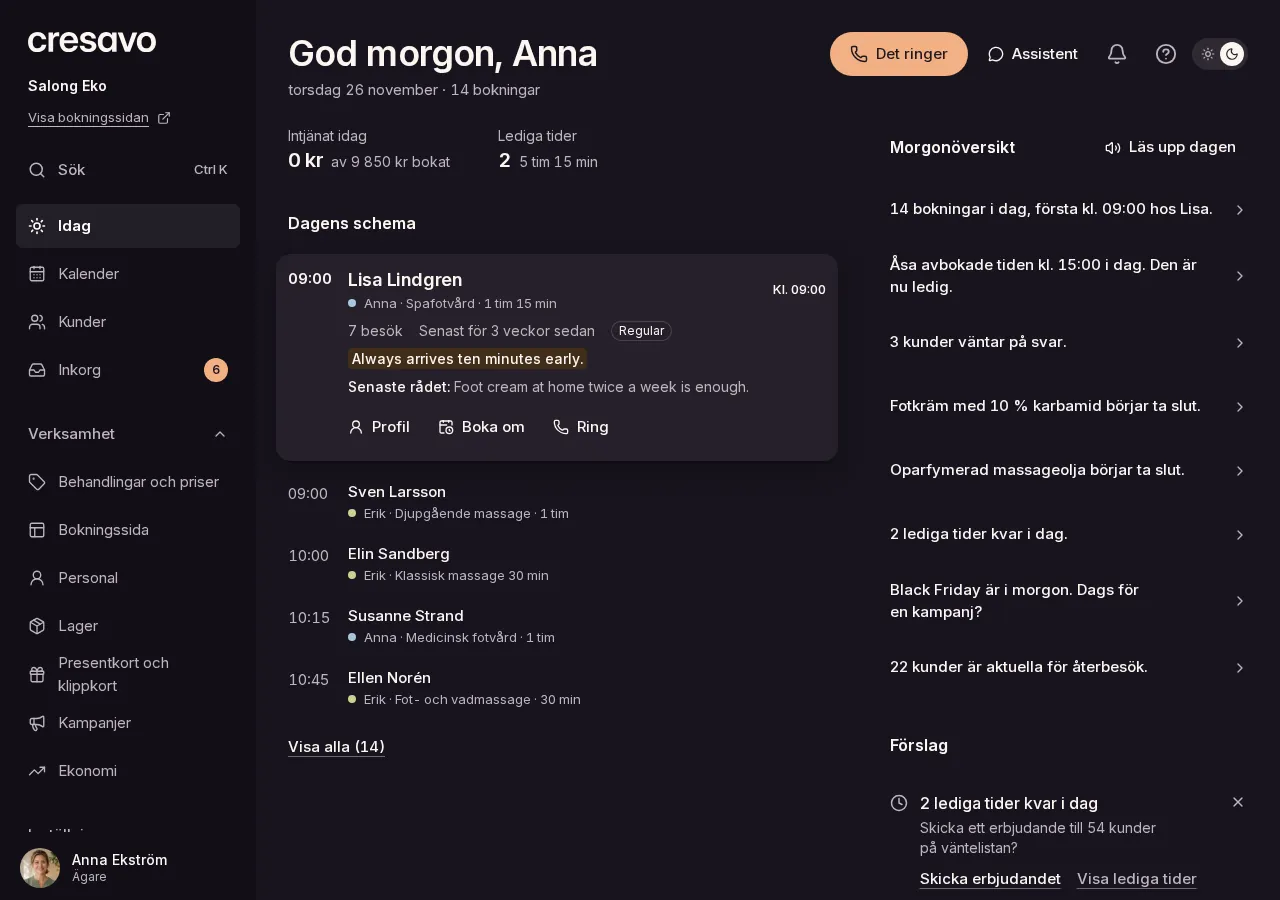 cresavo
Salong Eko
Visa bokningssidan
Sök Ctrl K
Idag
Kalender
Kunder
Inkorg 6
Verksamhet
Behandlingar och priser
Bokningssida
Personal
Lager
Presentkort och
klippkort
Kampanjer
Ekonomi
Anna Ekström
Ägare
God morgon, Anna
torsdag 26 november · 14 bokningar
Det ringer
Assistent
Intjänat idag
0 kr av 9 850 kr bokat
Lediga tider
2 5 tim 15 min
Dagens schema
09:00 Lisa Lindgren
Kl. 09:00
Anna · Spafotvård · 1 tim 15 min
7 besök Senast för 3 veckor sedan Regular
Always arrives ten minutes early.
Senaste rådet: Foot cream at home twice a week is enough.
Profil Boka om Ring
09:00 Sven Larsson
Erik · Djupgående massage · 1 tim
10:00 Elin Sandberg
Erik · Klassisk massage 30 min
10:15 Susanne Strand
Anna · Medicinsk fotvård · 1 tim
10:45 Ellen Norén
Erik · Fot- och vadmassage · 30 min
Visa alla (14)
Morgonöversikt
Läs upp dagen
14 bokningar i dag, första kl. 09:00 hos Lisa.
Åsa avbokade tiden kl. 15:00 i dag. Den är
nu ledig.
3 kunder väntar på svar.
Fotkräm med 10 % karbamid börjar ta slut.
Oparfymerad massageolja börjar ta slut.
2 lediga tider kvar i dag.
Black Friday är i morgon. Dags för
en kampanj?
22 kunder är aktuella för återbesök.
Förslag
2 lediga tider kvar i dag
Skicka ett erbjudande till 54 kunder
på väntelistan?
Skicka erbjudandet Visa lediga tider